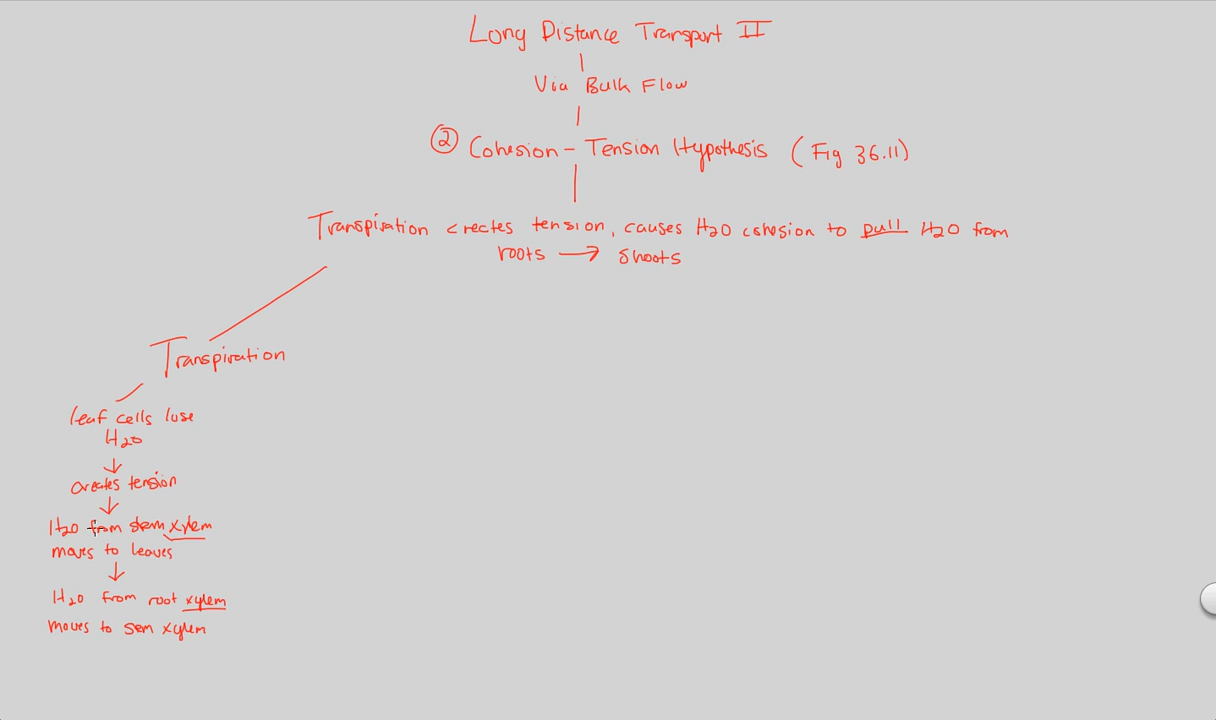 Long Distance Transport II
Via Bulk Flow
② Cohesion - Tension Hypothesis (Fig 36.11)
Transpiration creates tension, causes H2O cohesion to pull H2O from
roots → shoots
Transpiration
leaf cells lose
H2O
↓
creates tension
↓
H2O from stem xylem
moves to leaves
↓
H2O from root xylem
moves to stem xylem